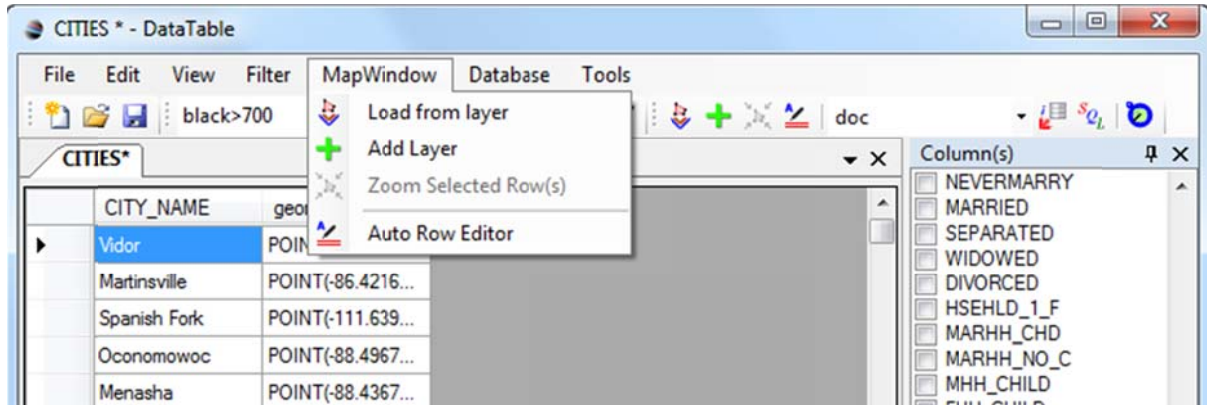 CITIES * - DataTable
File Edit View Filter MapWindow Database Tools
black>700
doc
SQL
Load from layer
Add Layer
Zoom Selected Row(s)
Auto Row Editor
CITIES*
CITY_NAME
Vidor POIN
Martinsville POINT(-86.4216...
Spanish Fork POINT(-111.639...
Oconomowoc POINT(-88.4967...
Menasha POINT(-88.4367...
Column(s)
NEVERMARRY
MARRIED
SEPARATED
WIDOWED
DIVORCED
HSEHLD_1_F
MARHH_CHD
MARHH_NO_C
MHH_CHILD